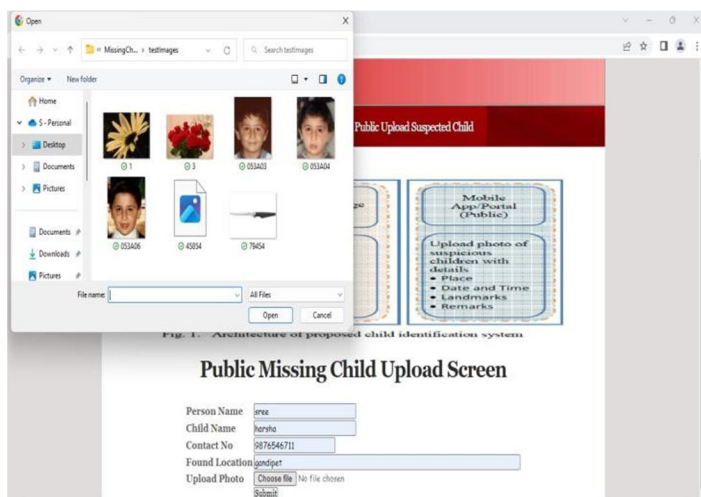 Open
MissingCh... › testimages
Search testimages
Organize
New folder
Home
S - Personal
Desktop
Documents
Pictures
Documents
Downloads
Pictures
1
3
053A03
053A04
053A06
45854
79454
File name:
All Files
Open
Cancel
Public Upload Suspected Child
Mobile
App/Portal
(Public)
Upload photo of
suspicious
children with
details
• Place
• Date and Time
• Landmarks
• Remarks
Fig. 1. Architecture of proposed child identification system
Public Missing Child Upload Screen
Person Name sree
Child Name harsha
Contact No 9876546711
Found Location gandipet
Upload Photo Choose file No file chosen
Submit